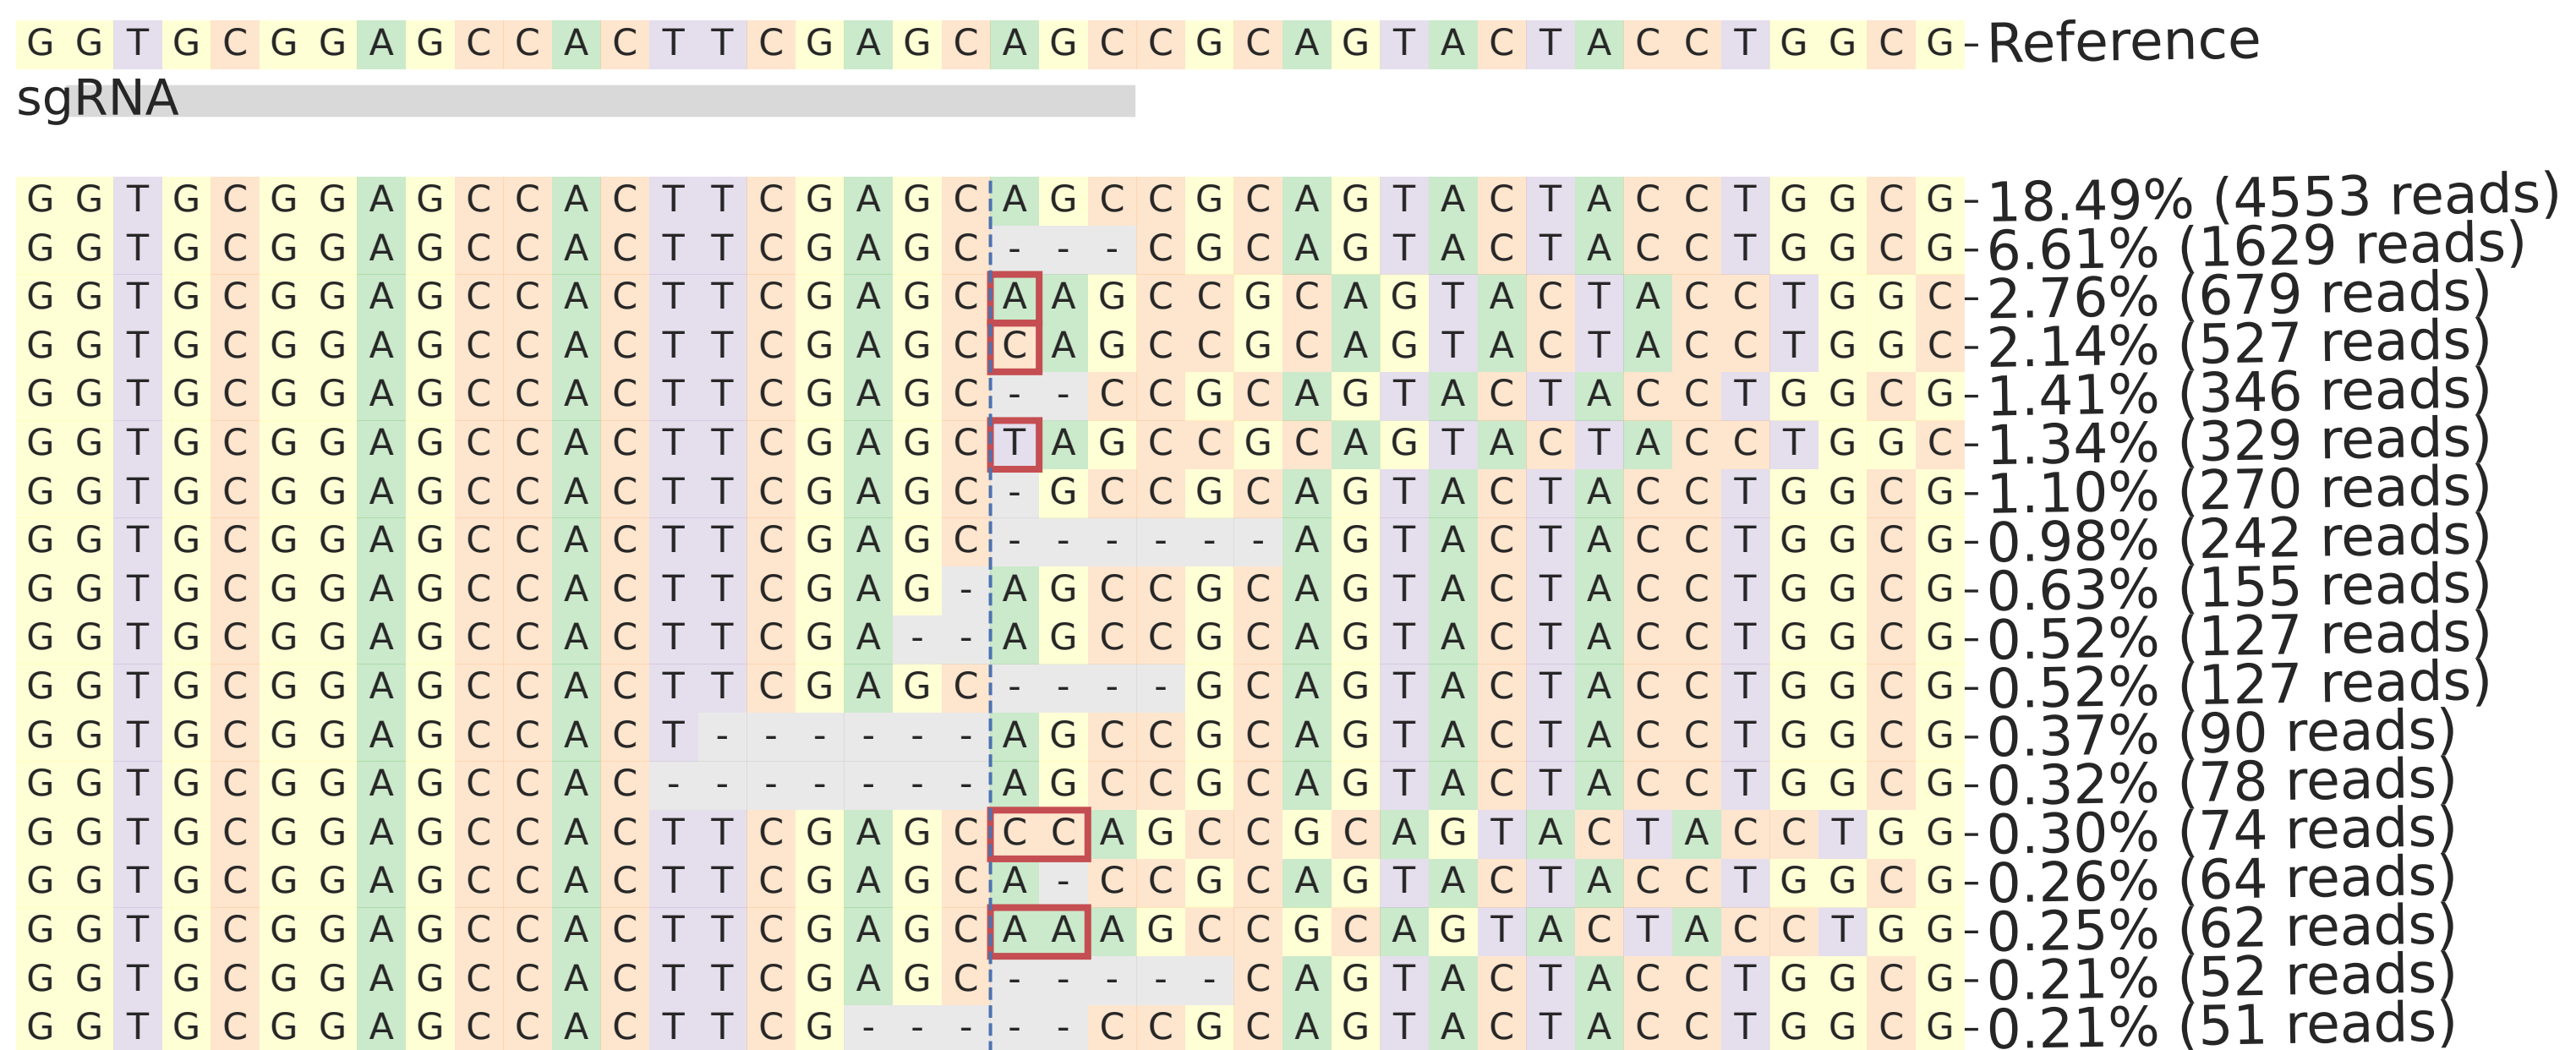 G G T G C G G A G C C A C T T C G A G C A G C C G C A G T A C T A C C T G G C G - Reference
sgRNA
G G T G C G G A G C C A C T T C G A G C A G C C G C A G T A C T A C C T G G C G - 18.49% (4553 reads)
G G T G C G G A G C C A C T T C G A G C - - - C G C A G T A C T A C C T G G C G - 6.61% (1629 reads)
G G T G C G G A G C C A C T T C G A G C A A G C C G C A G T A C T A C C T G G C - 2.76% (679 reads)
G G T G C G G A G C C A C T T C G A G C C A G C C G C A G T A C T A C C T G G C - 2.14% (527 reads)
G G T G C G G A G C C A C T T C G A G C - - C C G C A G T A C T A C C T G G C G - 1.41% (346 reads)
G G T G C G G A G C C A C T T C G A G C T A G C C G C A G T A C T A C C T G G C - 1.34% (329 reads)
G G T G C G G A G C C A C T T C G A G C - G C C G C A G T A C T A C C T G G C G - 1.10% (270 reads)
G G T G C G G A G C C A C T T C G A G C - - - - - - A G T A C T A C C T G G C G - 0.98% (242 reads)
G G T G C G G A G C C A C T T C G A G - A G C C G C A G T A C T A C C T G G C G - 0.63% (155 reads)
G G T G C G G A G C C A C T T C G A - - A G C C G C A G T A C T A C C T G G C G - 0.52% (127 reads)
G G T G C G G A G C C A C T T C G A G C - - - - G C A G T A C T A C C T G G C G - 0.52% (127 reads)
G G T G C G G A G C C A C T - - - - - - A G C C G C A G T A C T A C C T G G C G - 0.37% (90 reads)
G G T G C G G A G C C A C - - - - - - - A G C C G C A G T A C T A C C T G G C G - 0.32% (78 reads)
G G T G C G G A G C C A C T T C G A G C C C A G C C G C A G T A C T A C C T G G - 0.30% (74 reads)
G G T G C G G A G C C A C T T C G A G C A - C C G C A G T A C T A C C T G G C G - 0.26% (64 reads)
G G T G C G G A G C C A C T T C G A G C A A A G C C G C A G T A C T A C C T G G - 0.25% (62 reads)
G G T G C G G A G C C A C T T C G A G C - - - - - C A G T A C T A C C T G G C G - 0.21% (52 reads)
G G T G C G G A G C C A C T T C G - - - - - C C G C A G T A C T A C C T G G C G - 0.21% (51 reads)